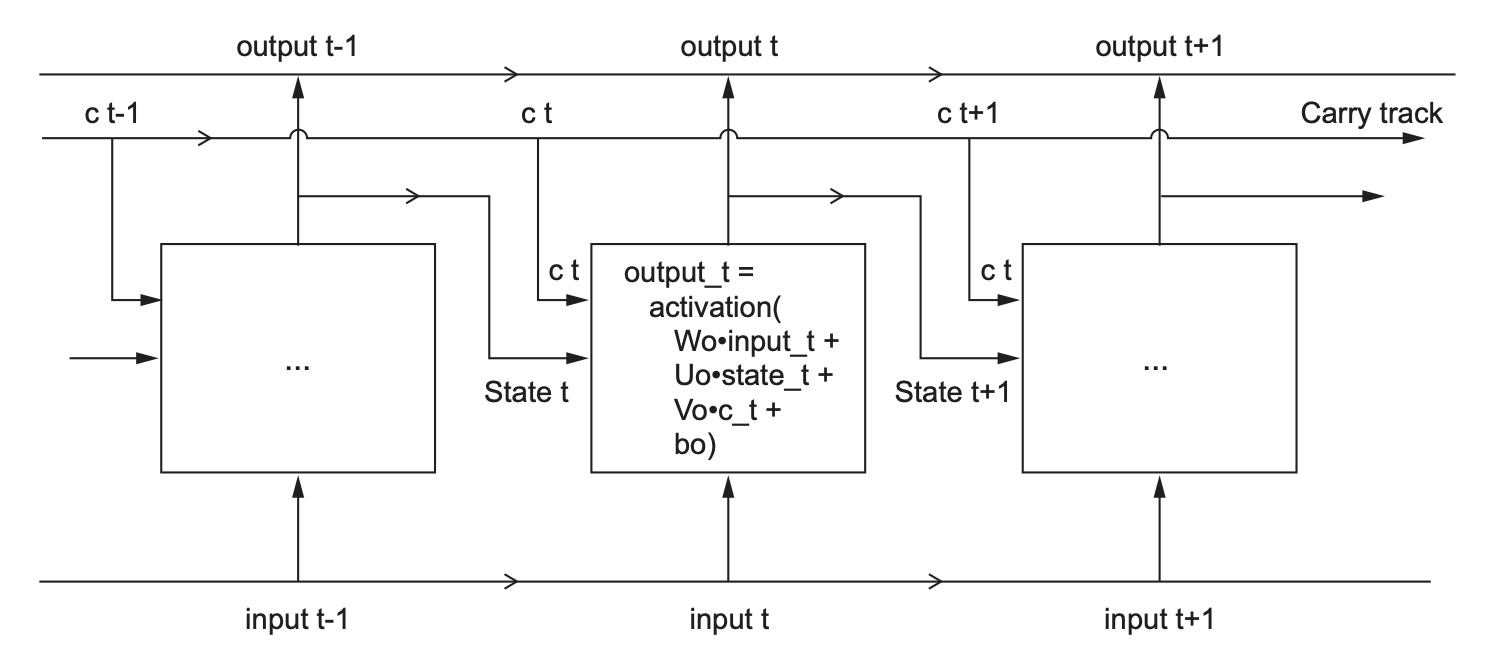 output t-1
output t
output t+1
c t-1
c t
c t+1
Carry track
c t
c t
output_t =
activation(
Wo•input_t +
Uo•state_t +
Vo•c_t +
bo)
...
...
State t
State t+1
input t-1
input t
input t+1